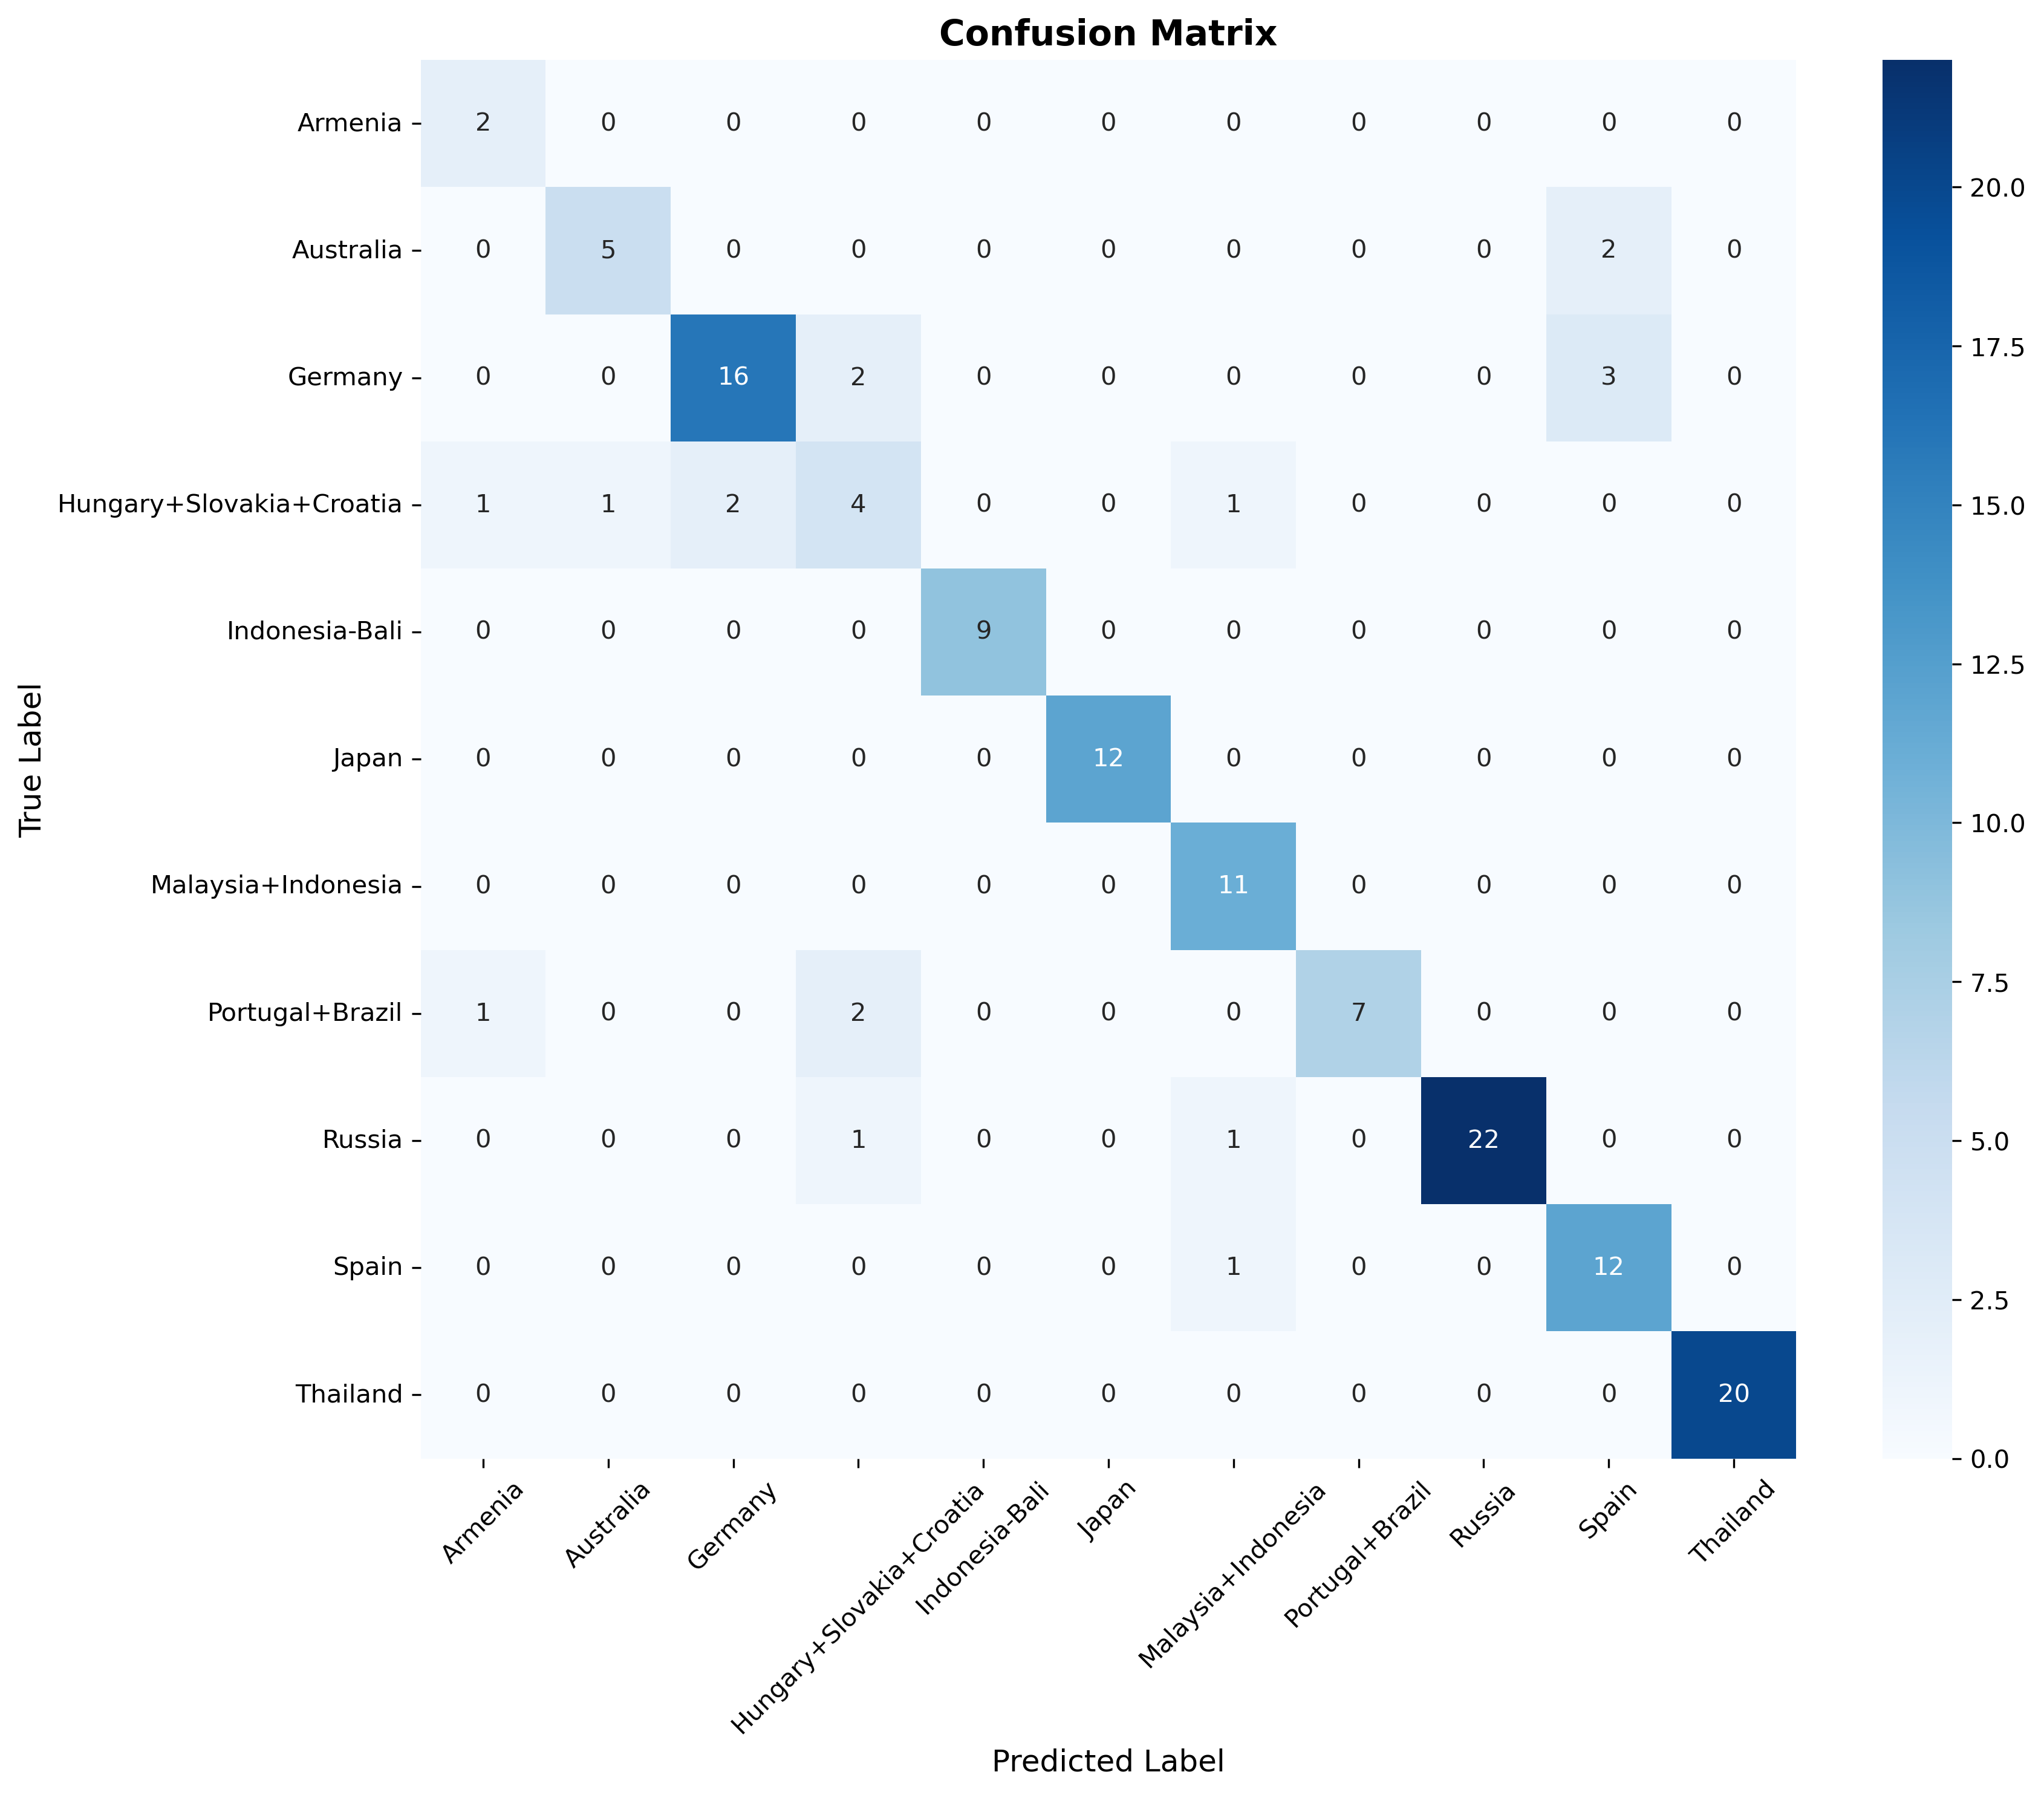 Confusion Matrix
Armenia 2 0 0 0 0 0 0 0 0 0 0
Australia 0 5 0 0 0 0 0 0 0 2 0
Germany 0 0 16 2 0 0 0 0 0 3 0
Hungary+Slovakia+Croatia 1 1 2 4 0 0 1 0 0 0 0
Indonesia-Bali 0 0 0 0 9 0 0 0 0 0 0
Japan 0 0 0 0 0 12 0 0 0 0 0
Malaysia+Indonesia 0 0 0 0 0 0 11 0 0 0 0
Portugal+Brazil 1 0 0 2 0 0 0 7 0 0 0
Russia 0 0 0 1 0 0 1 0 22 0 0
Spain 0 0 0 0 0 0 1 0 0 12 0
Thailand 0 0 0 0 0 0 0 0 0 0 20
True Label
Armenia
Australia
Germany
Hungary+Slovakia+Croatia
Indonesia-Bali
Japan
Malaysia+Indonesia
Portugal+Brazil
Russia
Spain
Thailand
Predicted Label
20.0
17.5
15.0
12.5
10.0
7.5
5.0
2.5
0.0